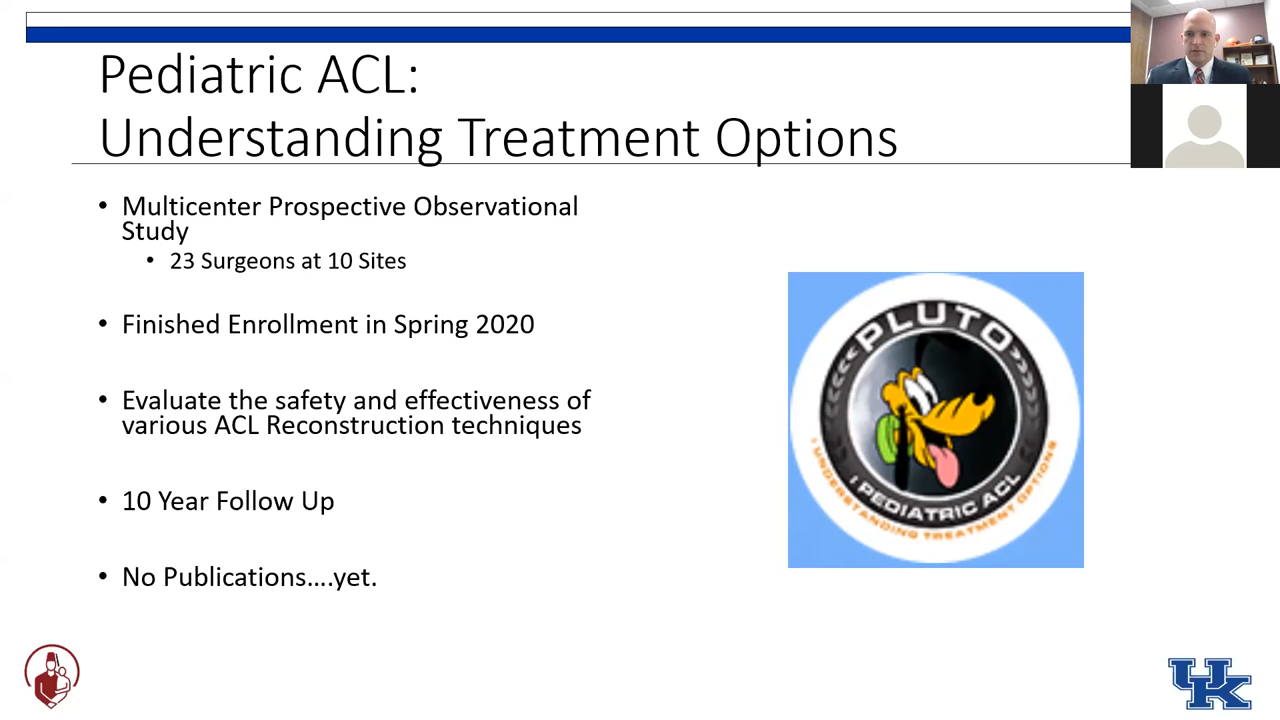 Pediatric ACL:
Understanding Treatment Options
• Multicenter Prospective Observational
Study
• 23 Surgeons at 10 Sites
• Finished Enrollment in Spring 2020
• Evaluate the safety and effectiveness of
various ACL Reconstruction techniques
• 10 Year Follow Up
• No Publications....yet.
PLUTO
: PEDIATRIC ACL
: UNDERSTANDING TREATMENT OPTIONS
UK